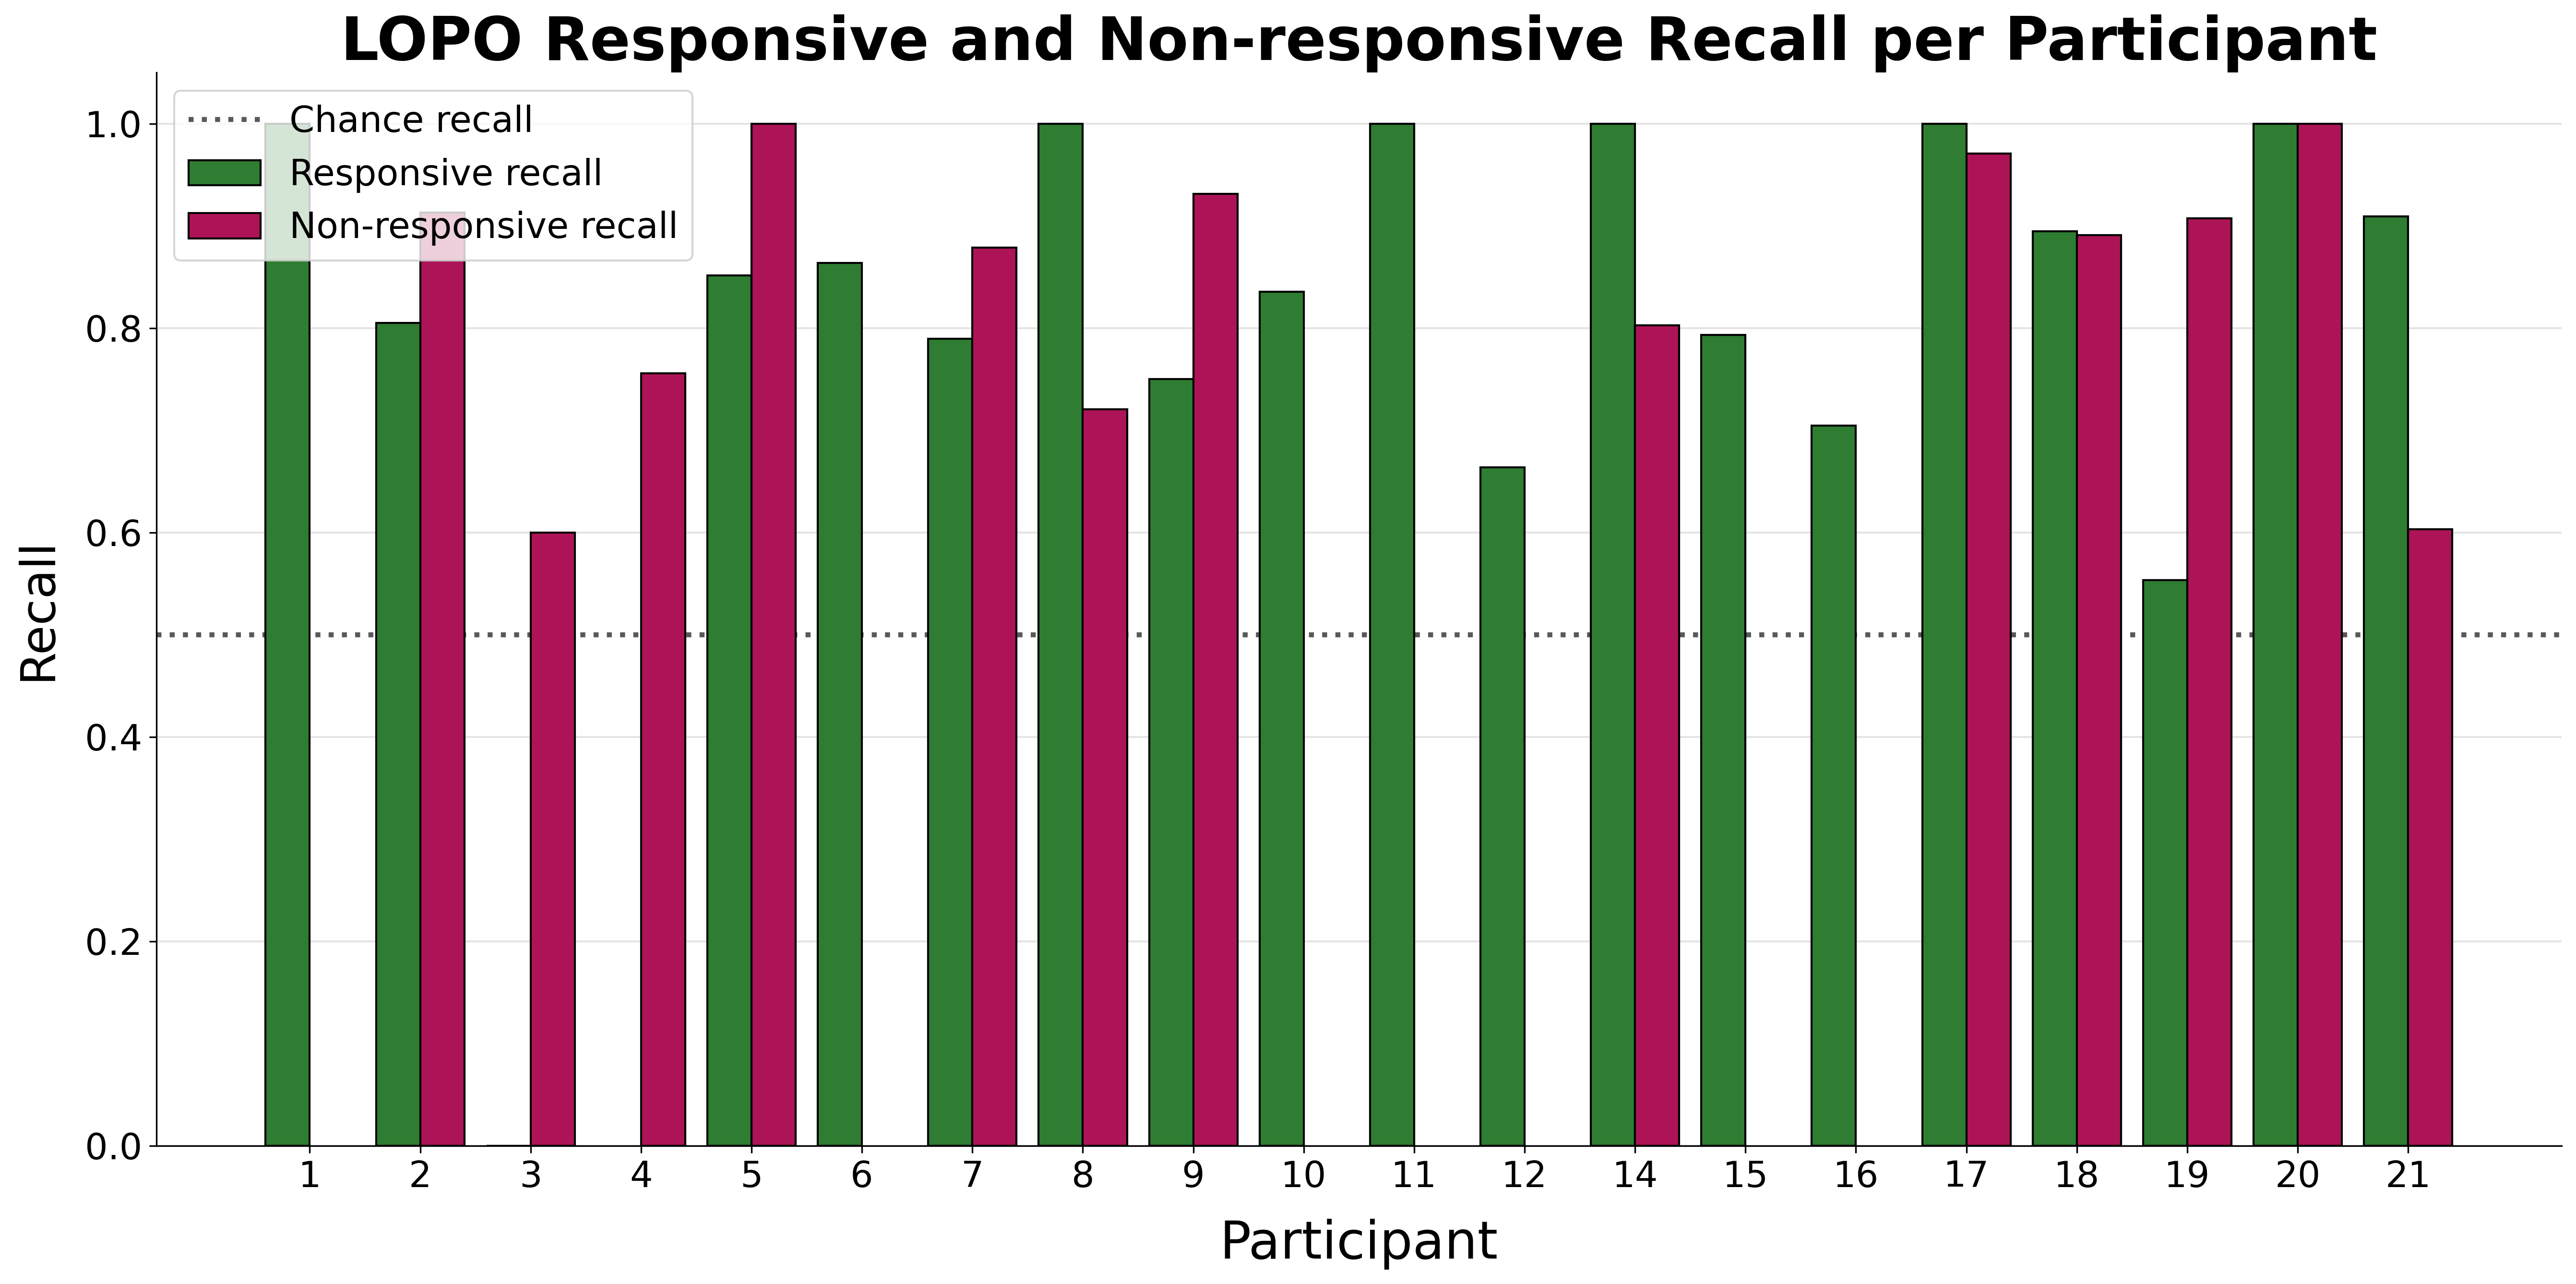 LOPO Responsive and Non-responsive Recall per Participant
Chance recall
Responsive recall
Non-responsive recall
1.0
0.8
0.6
0.4
0.2
0.0
Recall
1 2 3 4 5 6 7 8 9 10 11 12 14 15 16 17 18 19 20 21
Participant